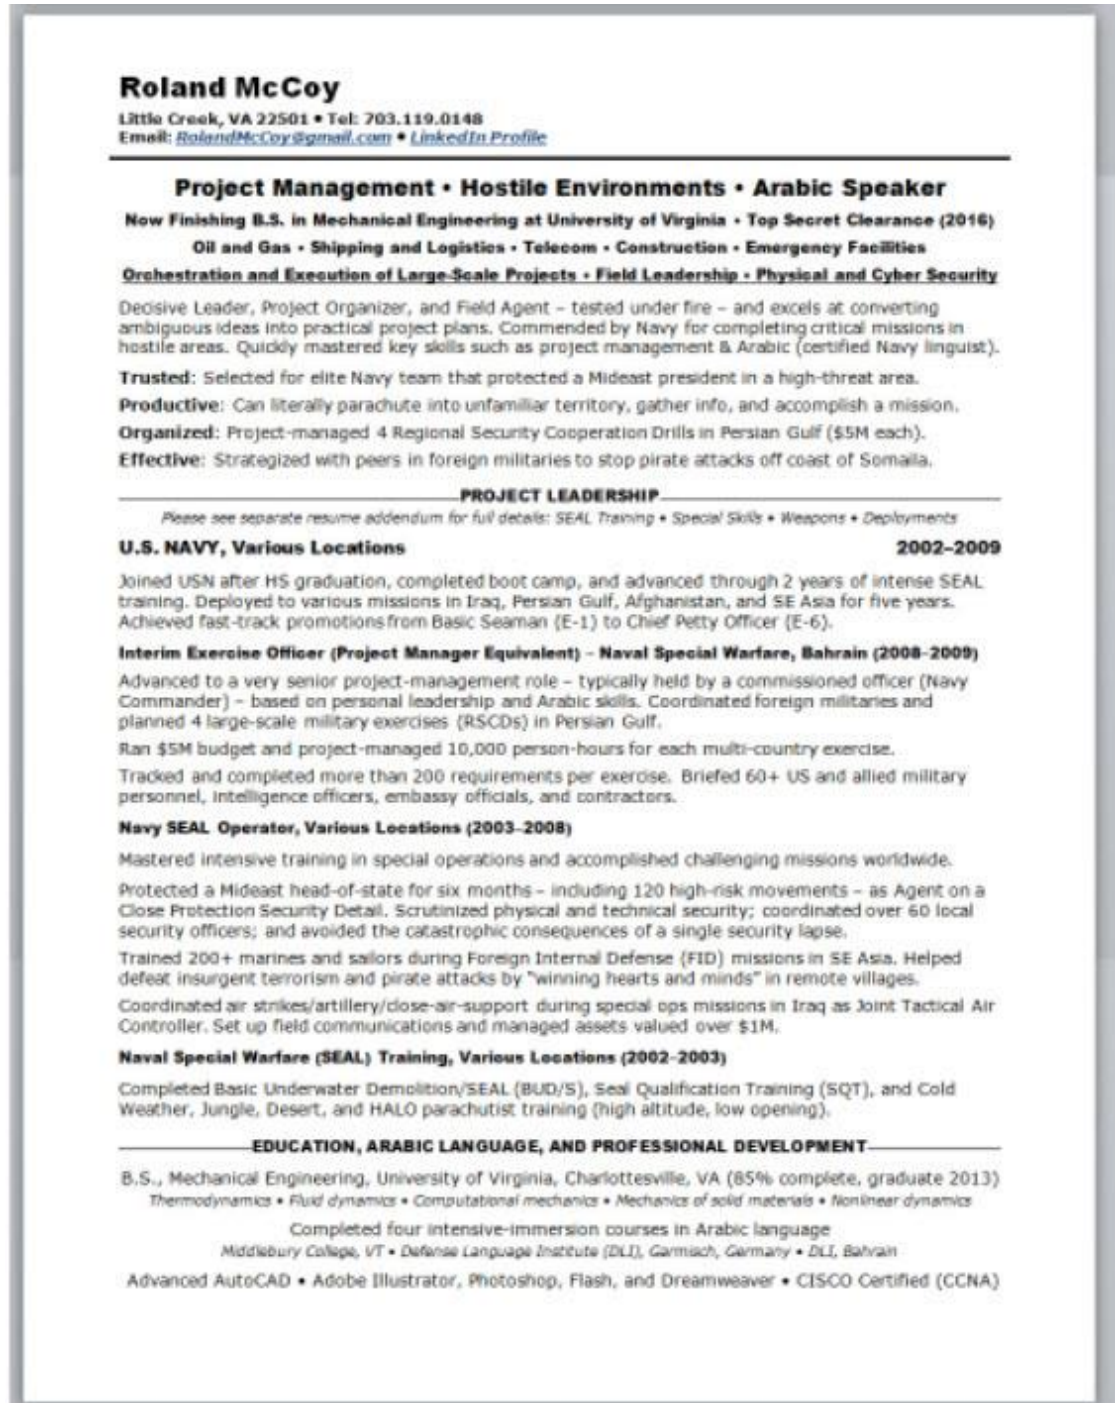 Roland McCoy
Little Creek, VA 22501 • Tel: 703.119.0148
Email: RolandMcCoy@gmail.com • LinkedIn Profile
Project Management • Hostile Environments • Arabic Speaker
Now Finishing B.S. in Mechanical Engineering at University of Virginia • Top Secret Clearance (2016)
Oil and Gas • Shipping and Logistics • Telecom • Construction • Emergency Facilities
Orchestration and Execution of Large-Scale Projects • Field Leadership • Physical and Cyber Security
Decisive Leader, Project Organizer, and Field Agent – tested under fire – and excels at converting
ambiguous ideas into practical project plans. Commended by Navy for completing critical missions in
hostile areas. Quickly mastered key skills such as project management & Arabic (certified Navy linguist).
Trusted: Selected for elite Navy team that protected a Mideast president in a high-threat area.
Productive: Can literally parachute into unfamiliar territory, gather info, and accomplish a mission.
Organized: Project-managed 4 Regional Security Cooperation Drills in Persian Gulf ($5M each).
Effective: Strategized with peers in foreign militaries to stop pirate attacks off coast of Somalia.
PROJECT LEADERSHIP
Please see separate resume addendum for full details: SEAL Training • Special Skills • Weapons • Deployments
U.S. NAVY, Various Locations 2002–2009
Joined USN after HS graduation, completed boot camp, and advanced through 2 years of intense SEAL
training. Deployed to various missions in Iraq, Persian Gulf, Afghanistan, and SE Asia for five years.
Achieved fast-track promotions from Basic Seaman (E-1) to Chief Petty Officer (E-6).
Interim Exercise Officer (Project Manager Equivalent) – Naval Special Warfare, Bahrain (2008–2009)
Advanced to a very senior project-management role – typically held by a commissioned officer (Navy
Commander) – based on personal leadership and Arabic skills. Coordinated foreign militaries and
planned 4 large-scale military exercises (RSCDs) in Persian Gulf.
Ran $5M budget and project-managed 10,000 person-hours for each multi-country exercise.
Tracked and completed more than 200 requirements per exercise. Briefed 60+ US and allied military
personnel, intelligence officers, embassy officials, and contractors.
Navy SEAL Operator, Various Locations (2003–2008)
Mastered intensive training in special operations and accomplished challenging missions worldwide.
Protected a Mideast head-of-state for six months – including 120 high-risk movements – as Agent on a
Close Protection Security Detail. Scrutinized physical and technical security; coordinated over 60 local
security officers; and avoided the catastrophic consequences of a single security lapse.
Trained 200+ marines and sailors during Foreign Internal Defense (FID) missions in SE Asia. Helped
defeat insurgent terrorism and pirate attacks by "winning hearts and minds" in remote villages.
Coordinated air strikes/artillery/close-air-support during special ops missions in Iraq as Joint Tactical Air
Controller. Set up field communications and managed assets valued over $1M.
Naval Special Warfare (SEAL) Training, Various Locations (2002–2003)
Completed Basic Underwater Demolition/SEAL (BUD/S), Seal Qualification Training (SQT), and Cold
Weather, Jungle, Desert, and HALO parachutist training (high altitude, low opening).
EDUCATION, ARABIC LANGUAGE, AND PROFESSIONAL DEVELOPMENT
B.S., Mechanical Engineering, University of Virginia, Charlottesville, VA (85% complete, graduate 2013)
Thermodynamics • Fluid dynamics • Computational mechanics • Mechanics of solid materials • Nonlinear dynamics
Completed four intensive-immersion courses in Arabic language
Middlebury College, VT • Defense Language Institute (DLI), Garmisch, Germany • DLI, Bahrain
Advanced AutoCAD • Adobe Illustrator, Photoshop, Flash, and Dreamweaver • CISCO Certified (CCNA)